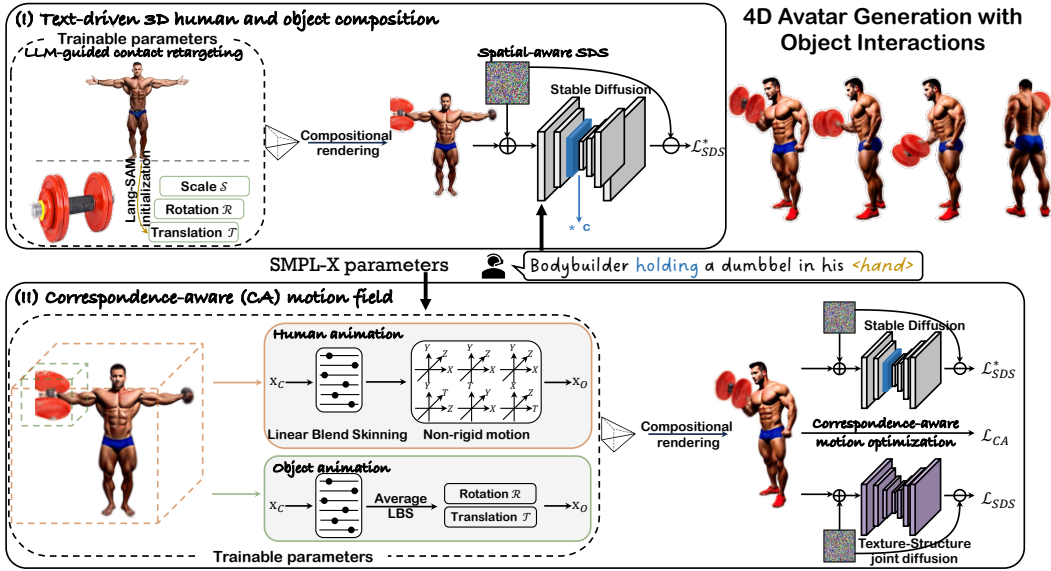 (I) Text-driven 3D human and object composition
Trainable parameters
LLM-guided contact retargeting
Lang-SAM
initialization
Scale 𝒮
Rotation ℛ
Translation 𝒯
Compositional
rendering
Spatial-aware SDS
Stable Diffusion
* c
ℒ*SDS
4D Avatar Generation with
Object Interactions
SMPL-X parameters
Bodybuilder holding a dumbbel in his <hand>
(II) Correspondence-aware (CA) motion field
Human animation
x_C
Linear Blend Skinning
Y Z X Y Z X Y Z X
Y T Z T Y X X Z T
Non-rigid motion
x_O
Object animation
x_C
Average
LBS
Rotation ℛ
Translation 𝒯
x_O
Trainable parameters
Compositional
rendering
Stable Diffusion
ℒ*SDS
Correspondence-aware
motion optimization
ℒCA
ℒSDS
Texture-Structure
joint diffusion